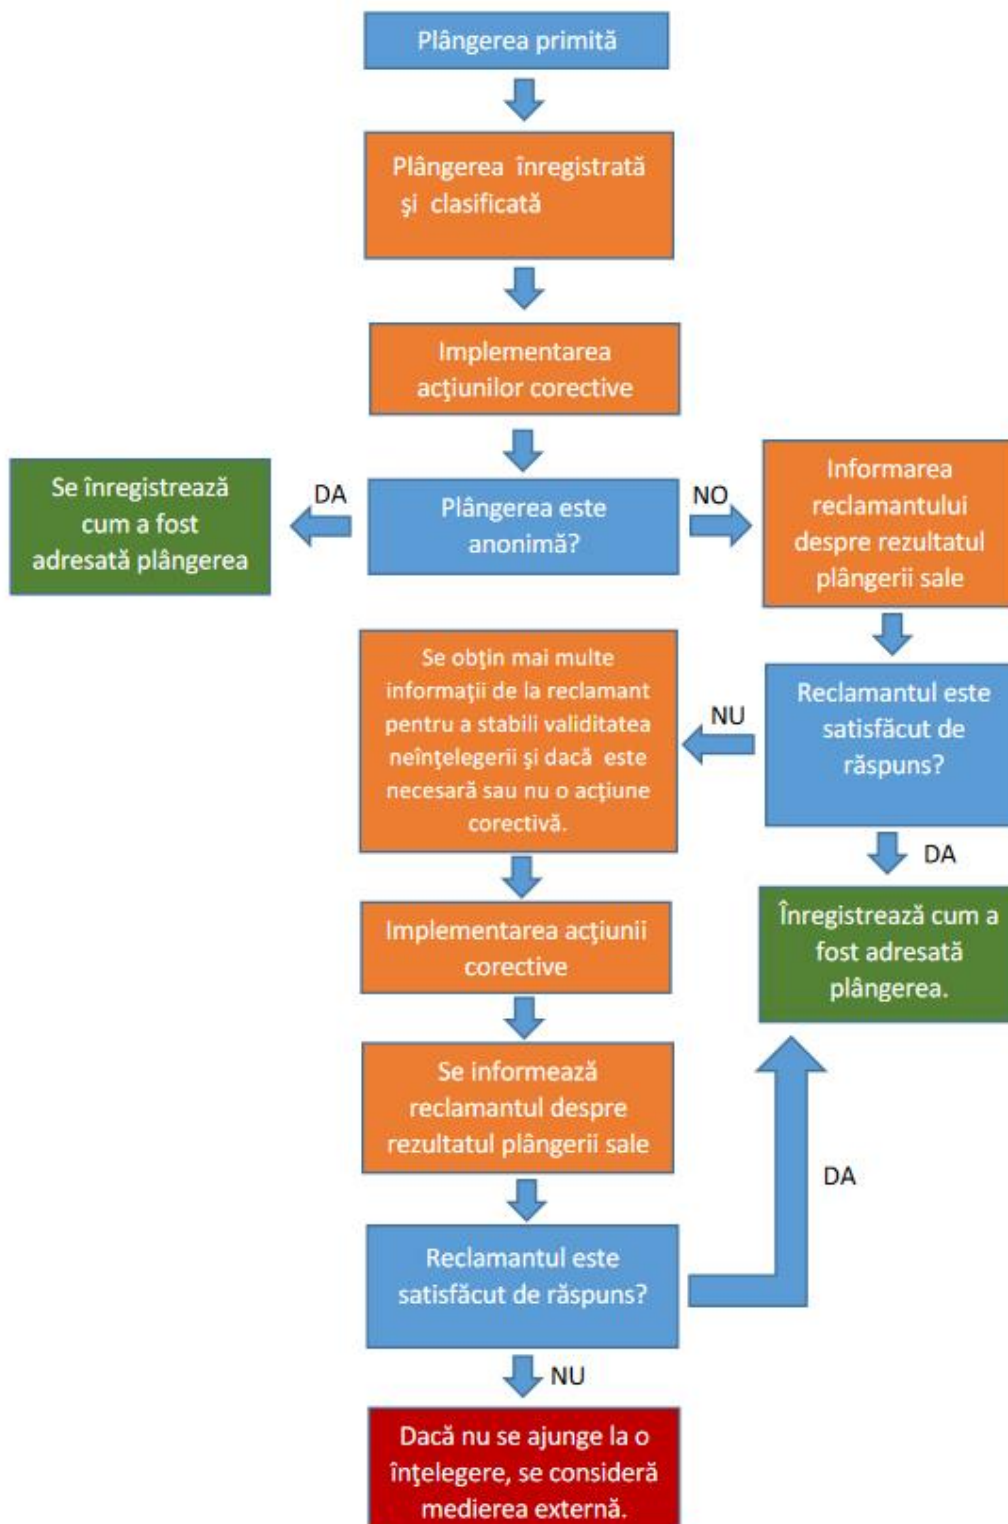 Plângerea primită
Plângerea înregistrată
şi clasificată
Implementarea
acţiunilor corective
Se înregistrează
cum a fost
adresată plângerea
DA
Plângerea este
anonimă?
NO
Informarea
reclamantului
despre rezultatul
plângerii sale
Se obţin mai multe
informaţii de la reclamant
pentru a stabili validitatea
neînţelegerii şi dacă este
necesară sau nu o acţiune
corectivă.
NU
Reclamantul este
satisfăcut de
răspuns?
DA
Implementarea acţiunii
corective
Înregistrează cum a
fost adresată
plângerea.
Se informează
reclamantul despre
rezultatul plângerii sale
DA
Reclamantul este
satisfăcut de răspuns?
NU
Dacă nu se ajunge la o
înţelegere, se consideră
medierea externă.